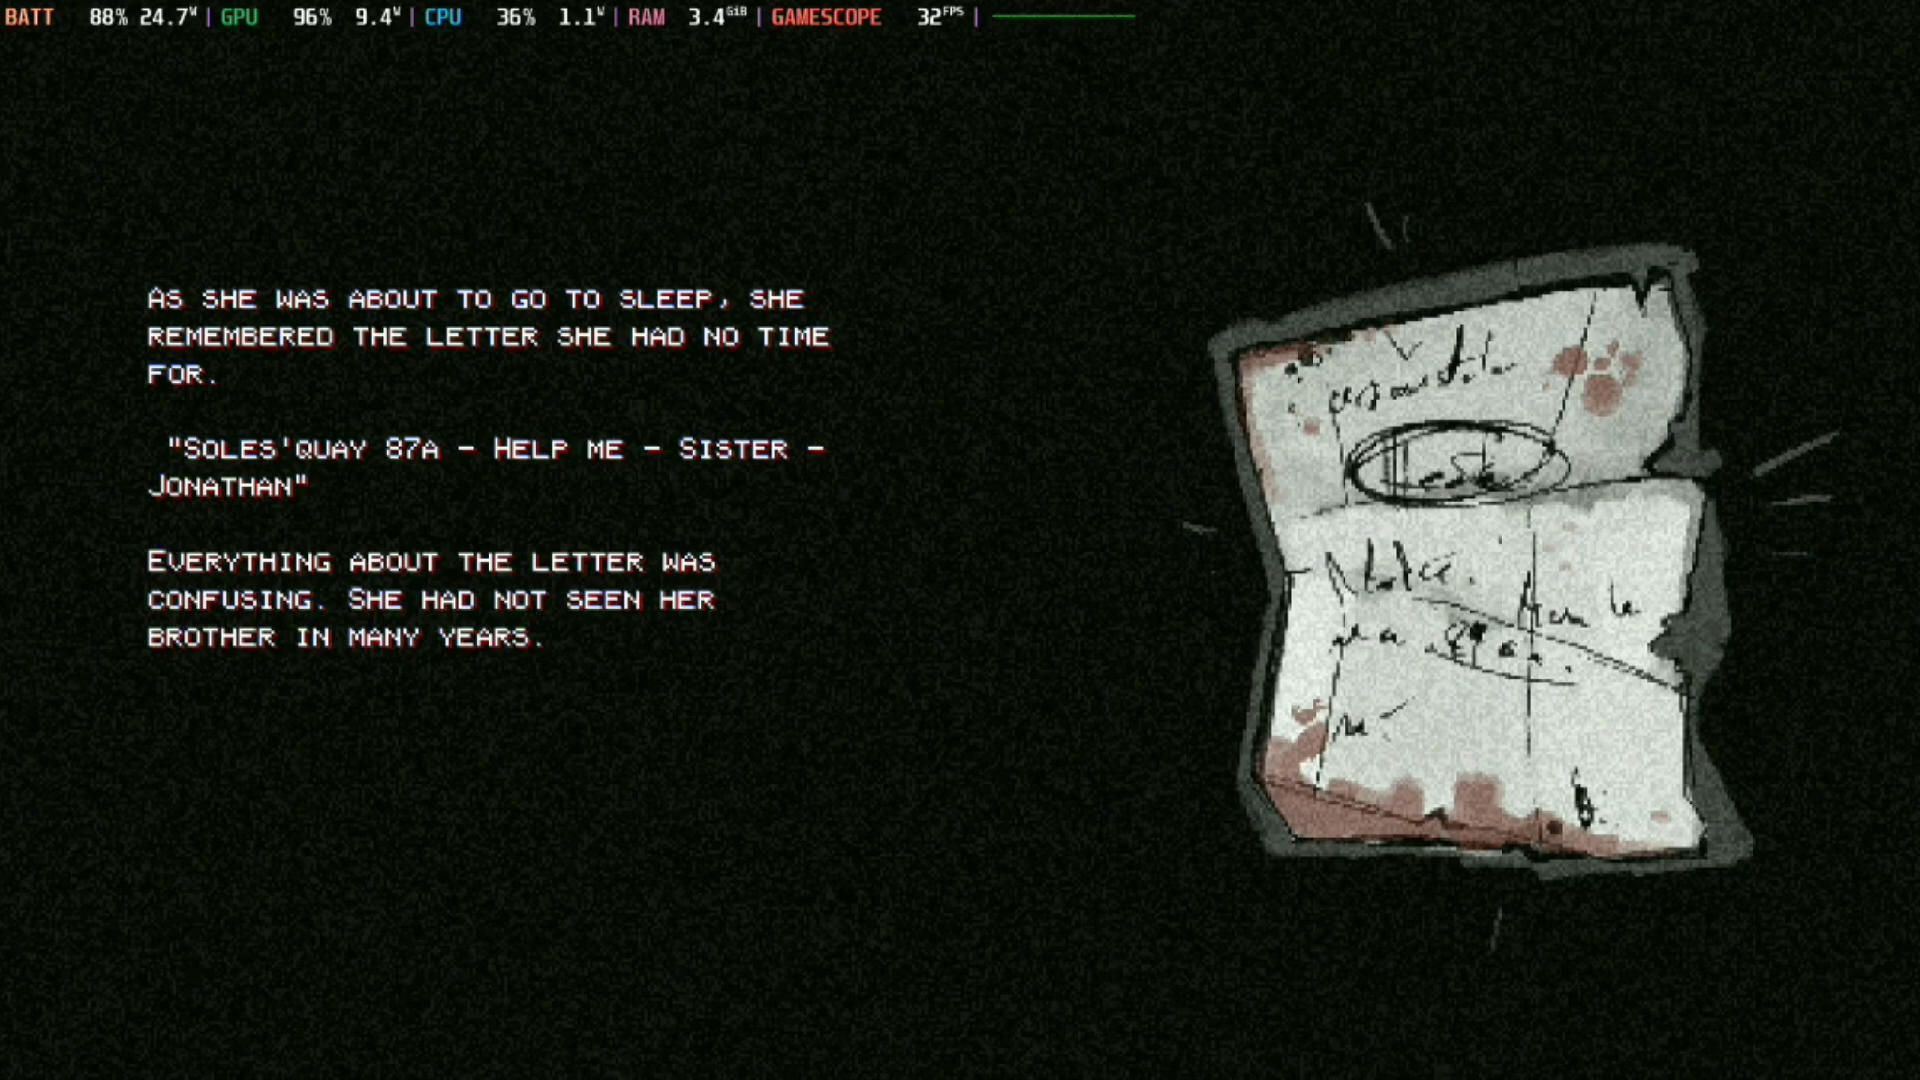 BATT 88% 24.7W | GPU 96% 9.4W | CPU 36% 1.1W | RAM 3.4GiB | GAMESCOPE 32FPS |
AS SHE WAS ABOUT TO GO TO SLEEP, SHE
REMEMBERED THE LETTER SHE HAD NO TIME
FOR.
"SOLES'QUAY 87A - HELP ME - SISTER -
JONATHAN"
EVERYTHING ABOUT THE LETTER WAS
CONFUSING. SHE HAD NOT SEEN HER
BROTHER IN MANY YEARS.